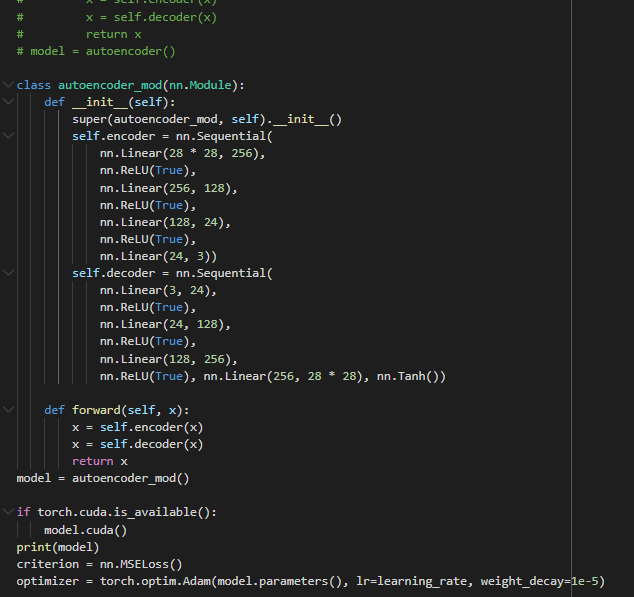 #         x = self.encoder(x)
#         x = self.decoder(x)
#         return x
# model = autoencoder()

class autoencoder_mod(nn.Module):
    def __init__(self):
        super(autoencoder_mod, self).__init__()
        self.encoder = nn.Sequential(
            nn.Linear(28 * 28, 256),
            nn.ReLU(True),
            nn.Linear(256, 128),
            nn.ReLU(True),
            nn.Linear(128, 24),
            nn.ReLU(True),
            nn.Linear(24, 3))
        self.decoder = nn.Sequential(
            nn.Linear(3, 24),
            nn.ReLU(True),
            nn.Linear(24, 128),
            nn.ReLU(True),
            nn.Linear(128, 256),
            nn.ReLU(True), nn.Linear(256, 28 * 28), nn.Tanh())

    def forward(self, x):
        x = self.encoder(x)
        x = self.decoder(x)
        return x
model = autoencoder_mod()

if torch.cuda.is_available():
    model.cuda()
print(model)
criterion = nn.MSELoss()
optimizer = torch.optim.Adam(model.parameters(), lr=learning_rate, weight_decay=1e-5)